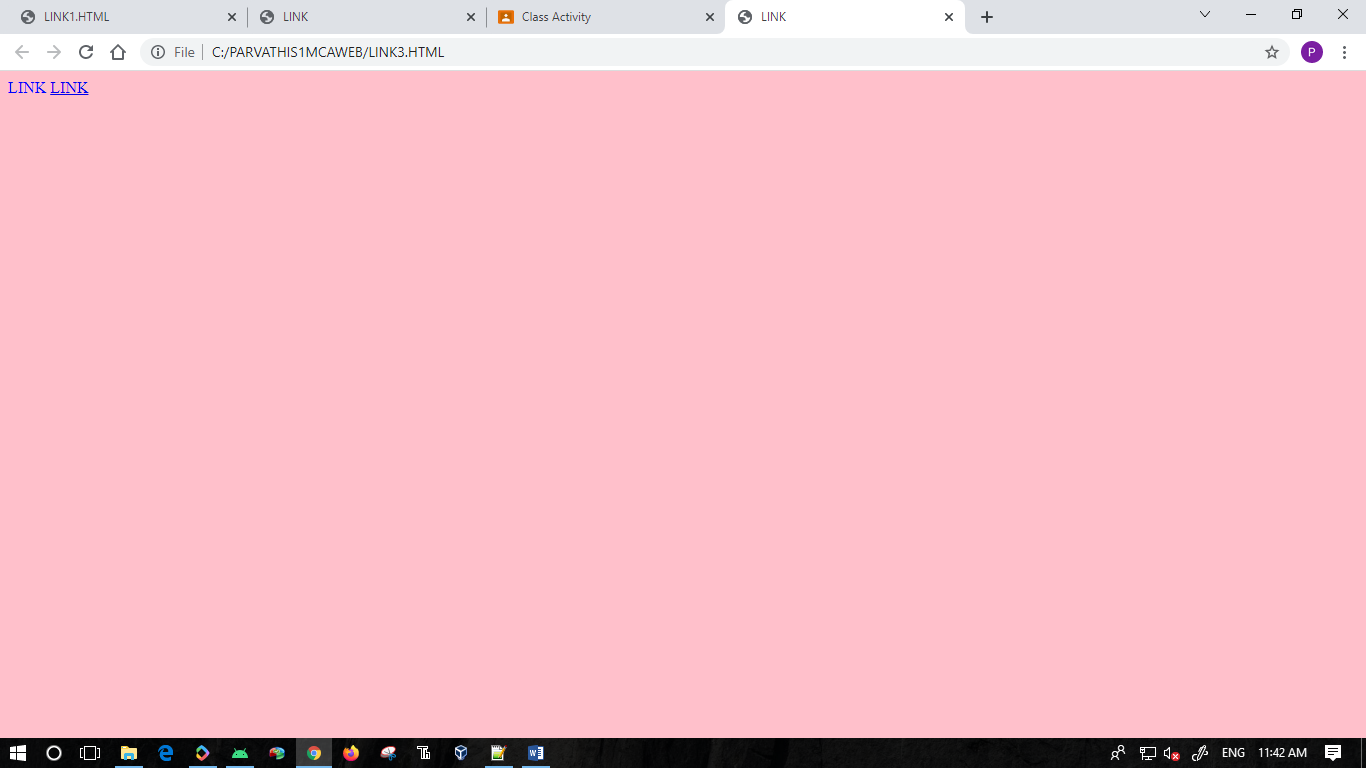 LINK1.HTML LINK Class Activity LINK
File C:/PARVATHIS1MCAWEB/LINK3.HTML P
LINK LINK
ENG 11:42 AM